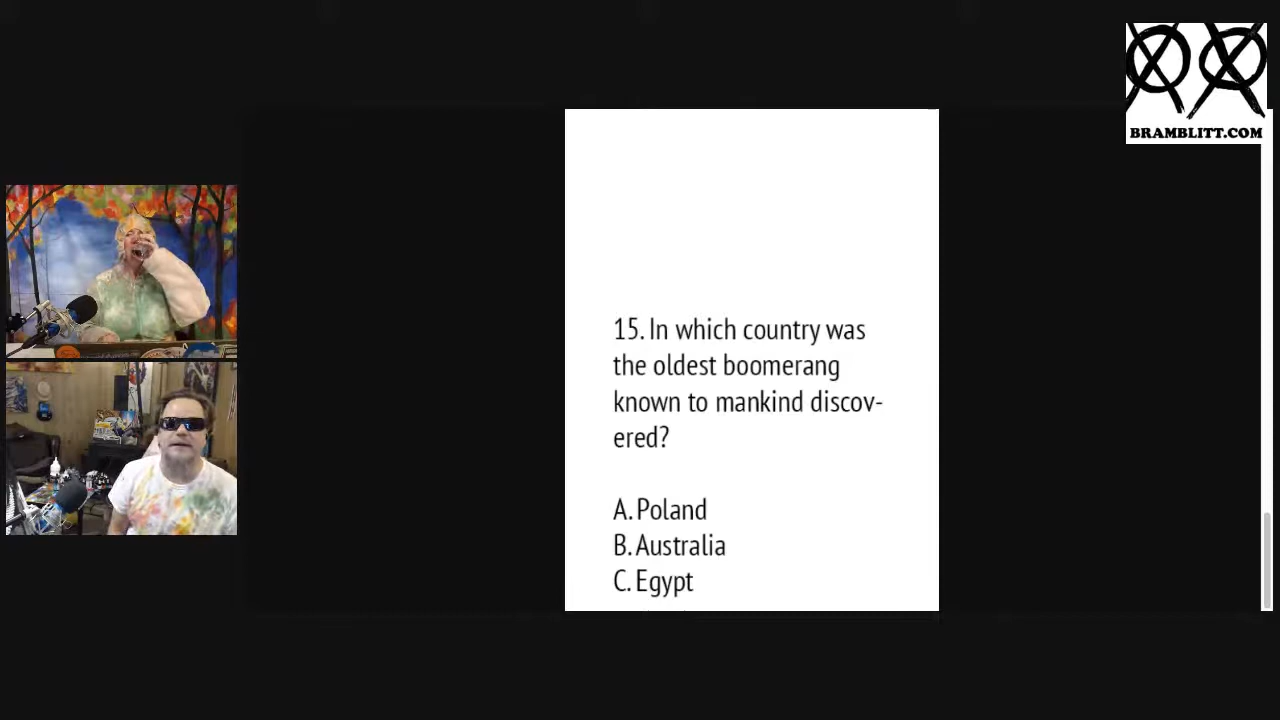 BRAMBLITT.COM
15. In which country was
the oldest boomerang
known to mankind discov-
ered?
A. Poland
B. Australia
C. Egypt